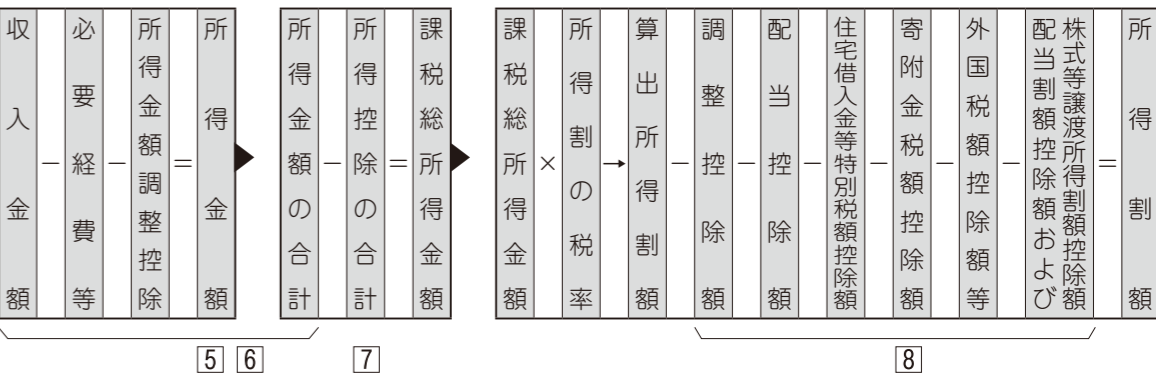 収入金額
－
必要経費等
－
所得金額調整控除
＝
所得金額
所得金額の合計
－
所得控除の合計
＝
課税総所得金額
課税総所得金額
×
所得割の税率
→
算出所得割額
－
調整控除額
－
配当控除額
－
住宅借入金等特別税額控除額
－
寄附金税額控除額
－
外国税額控除額等
－
配当割額控除額および
株式等譲渡所得割額控除額
＝
所得割額
5 6
7
8